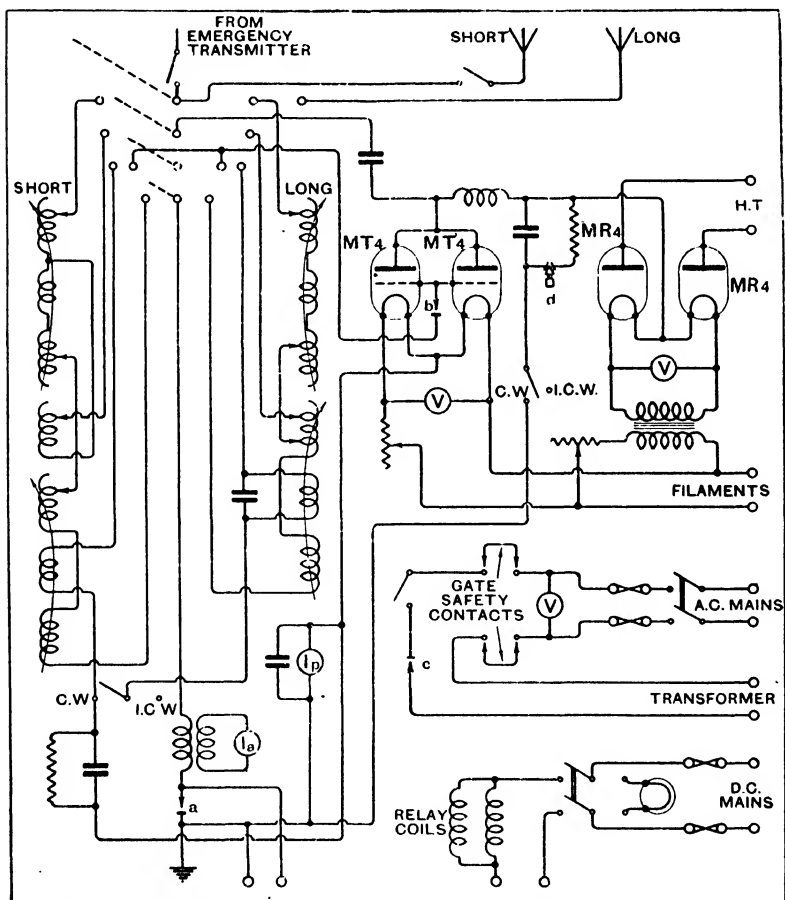 FROM
EMERGENCY
TRANSMITTER
SHORT
LONG
SHORT
LONG
MT4
MT4
MR4
H.T
MR4
b
d
V
C.W
I.C.W.
V
FILAMENTS
GATE
SAFETY
CONTACTS
V
A.C. MAINS
c
TRANSFORMER
Ip
C.W
I.C.W
Ia
a
RELAY
COILS
D.C.
MAINS